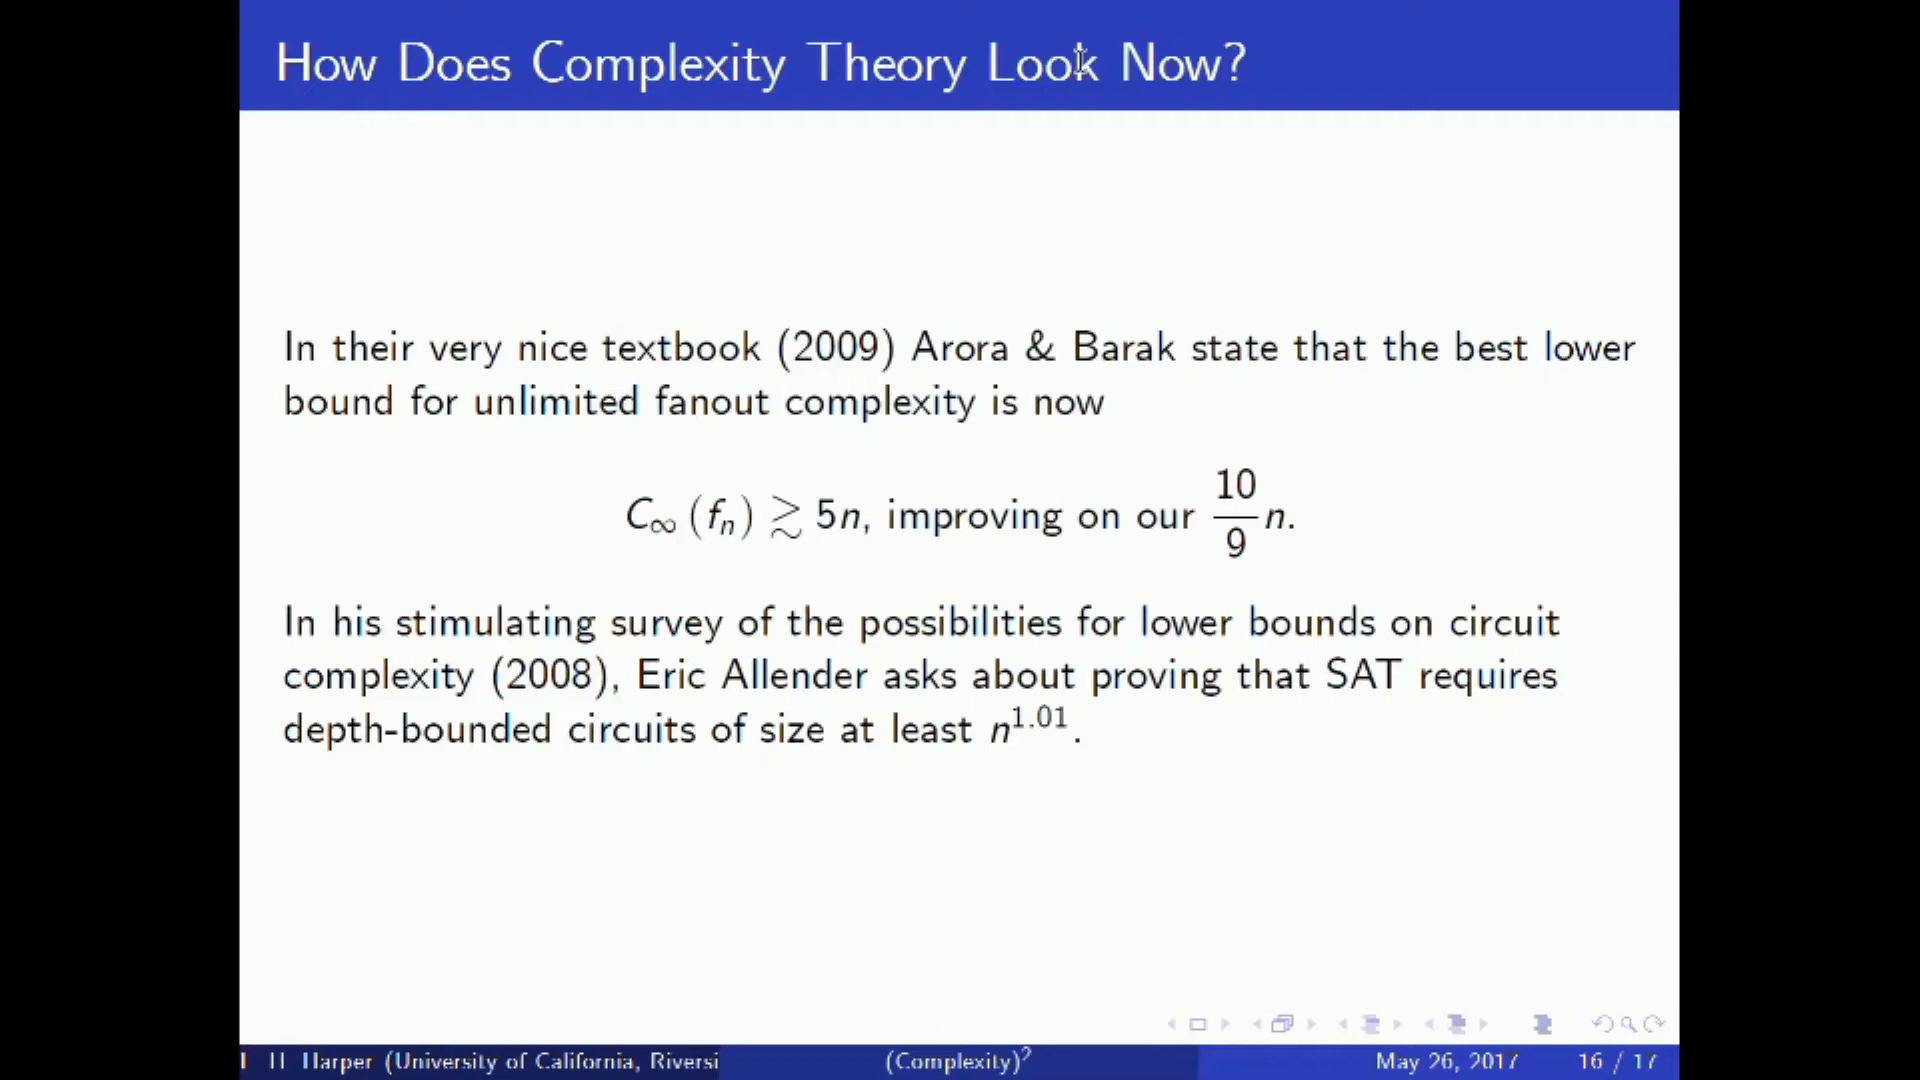 How Does Complexity Theory Look Now?
In their very nice textbook (2009) Arora & Barak state that the best lower
bound for unlimited fanout complexity is now
C∞ (fn) ≳ 5n, improving on our 10/9 n.
In his stimulating survey of the possibilities for lower bounds on circuit
complexity (2008), Eric Allender asks about proving that SAT requires
depth-bounded circuits of size at least n^1.01.
H Harper (University of California, Riversi
(Complexity)²
May 26, 2017
16 / 17